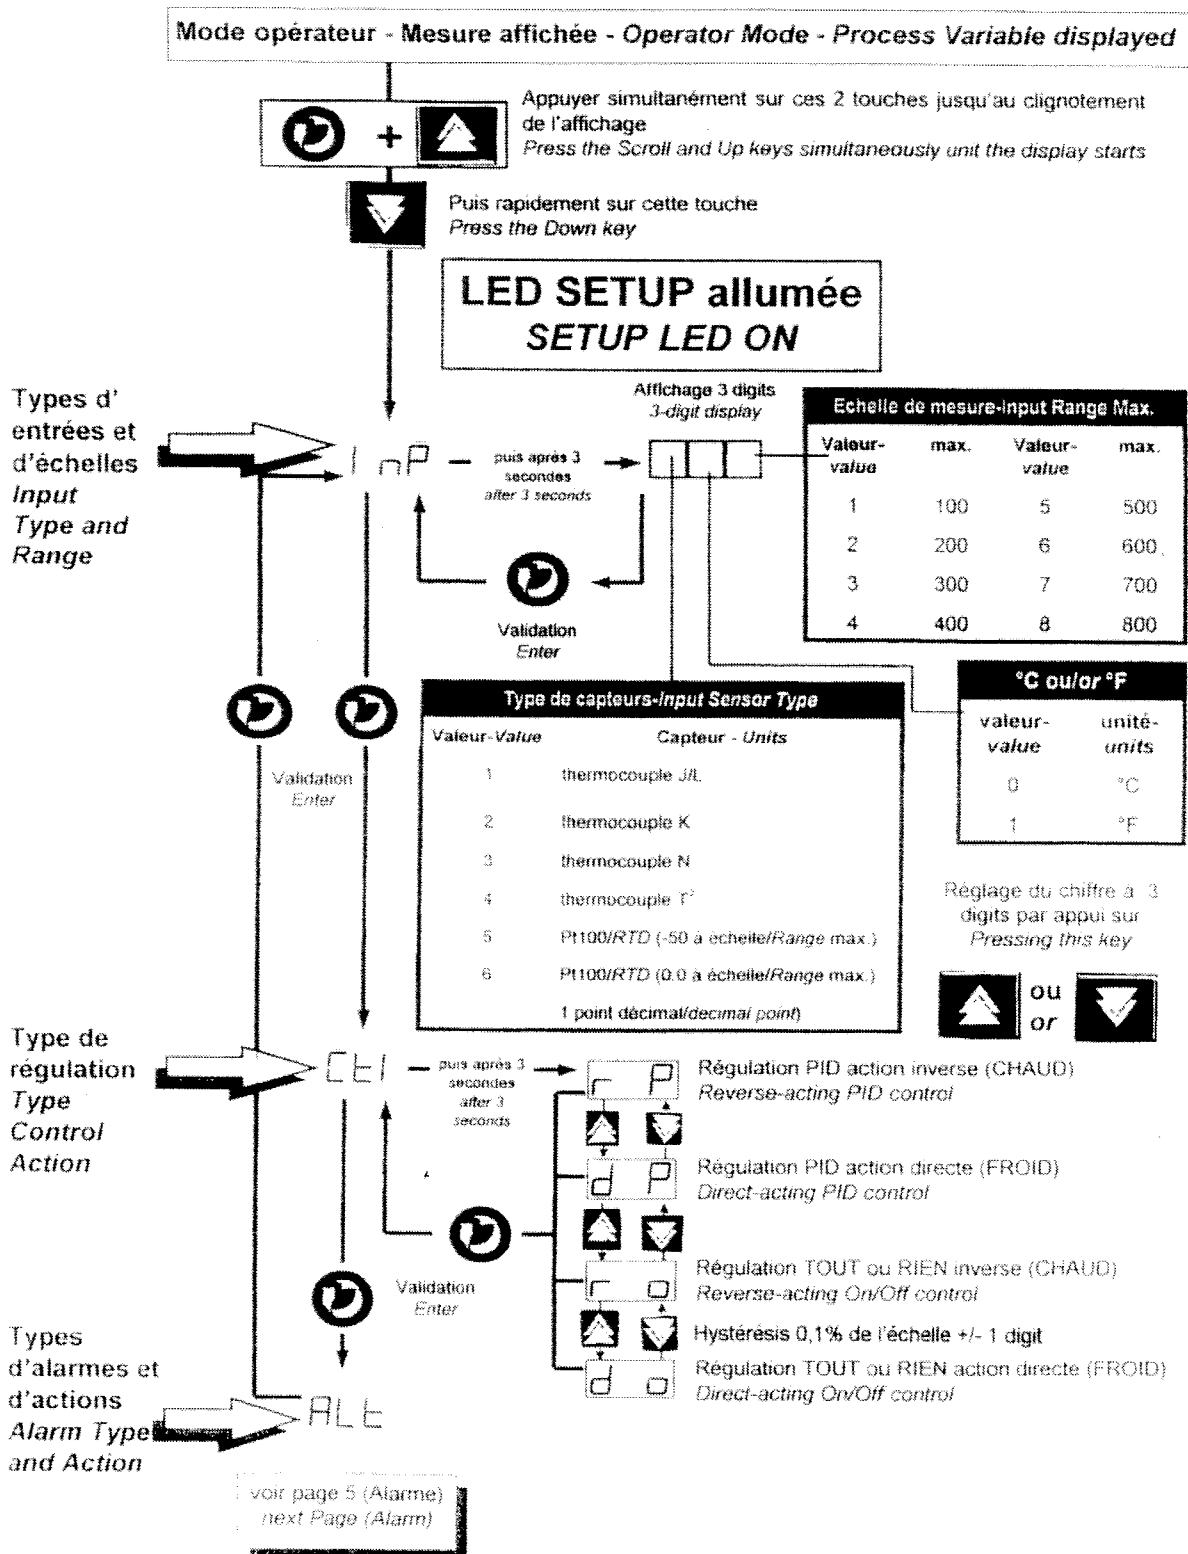 Mode opérateur - Mesure affichée - Operator Mode - Process Variable displayed
Appuyer simultanément sur ces 2 touches jusqu'au clignotement
de l'affichage
Press the Scroll and Up keys simultaneously unit the display starts
+
Puis rapidement sur cette touche
Press the Down key
LED SETUP allumée
SETUP LED ON
Types d'
entrées et
d'échelles
Input
Type and
Range
InP
puis après 3
secondes
after 3 seconds
Affichage 3 digits
3-digit display
Validation
Enter
Echelle de mesure-Input Range Max.
Valeur-value max. Valeur-value max.
1 100 5 500
2 200 6 600
3 300 7 700
4 400 8 800
°C ou/or °F
valeur-value unité-units
0 °C
1 °F
Validation
Enter
Type de capteurs-Input Sensor Type
Valeur-Value Capteur - Units
1 thermocouple J/L
2 thermocouple K
3 thermocouple N
4 thermocouple T
5 Pt100/RTD (-50 à échelle/Range max.)
6 Pt100/RTD (0.0 à échelle/Range max.)
1 point décimal/decimal point)
Réglage du chiffre à 3
digits par appui sur
Pressing this key
ou
or
Type de
régulation
Type
Control
Action
Ctl
puis après 3
secondes
after 3
seconds
r P
Régulation PID action inverse (CHAUD)
Reverse-acting PID control
d P
Régulation PID action directe (FROID)
Direct-acting PID control
r o
Régulation TOUT ou RIEN inverse (CHAUD)
Reverse-acting On/Off control
Hystérésis 0,1% de l'échelle +/- 1 digit
d o
Régulation TOUT ou RIEN action directe (FROID)
Direct-acting On/Off control
Validation
Enter
Types
d'alarmes et
d'actions
Alarm Type
and Action
ALt
voir page 5 (Alarme)
next Page (Alarm)